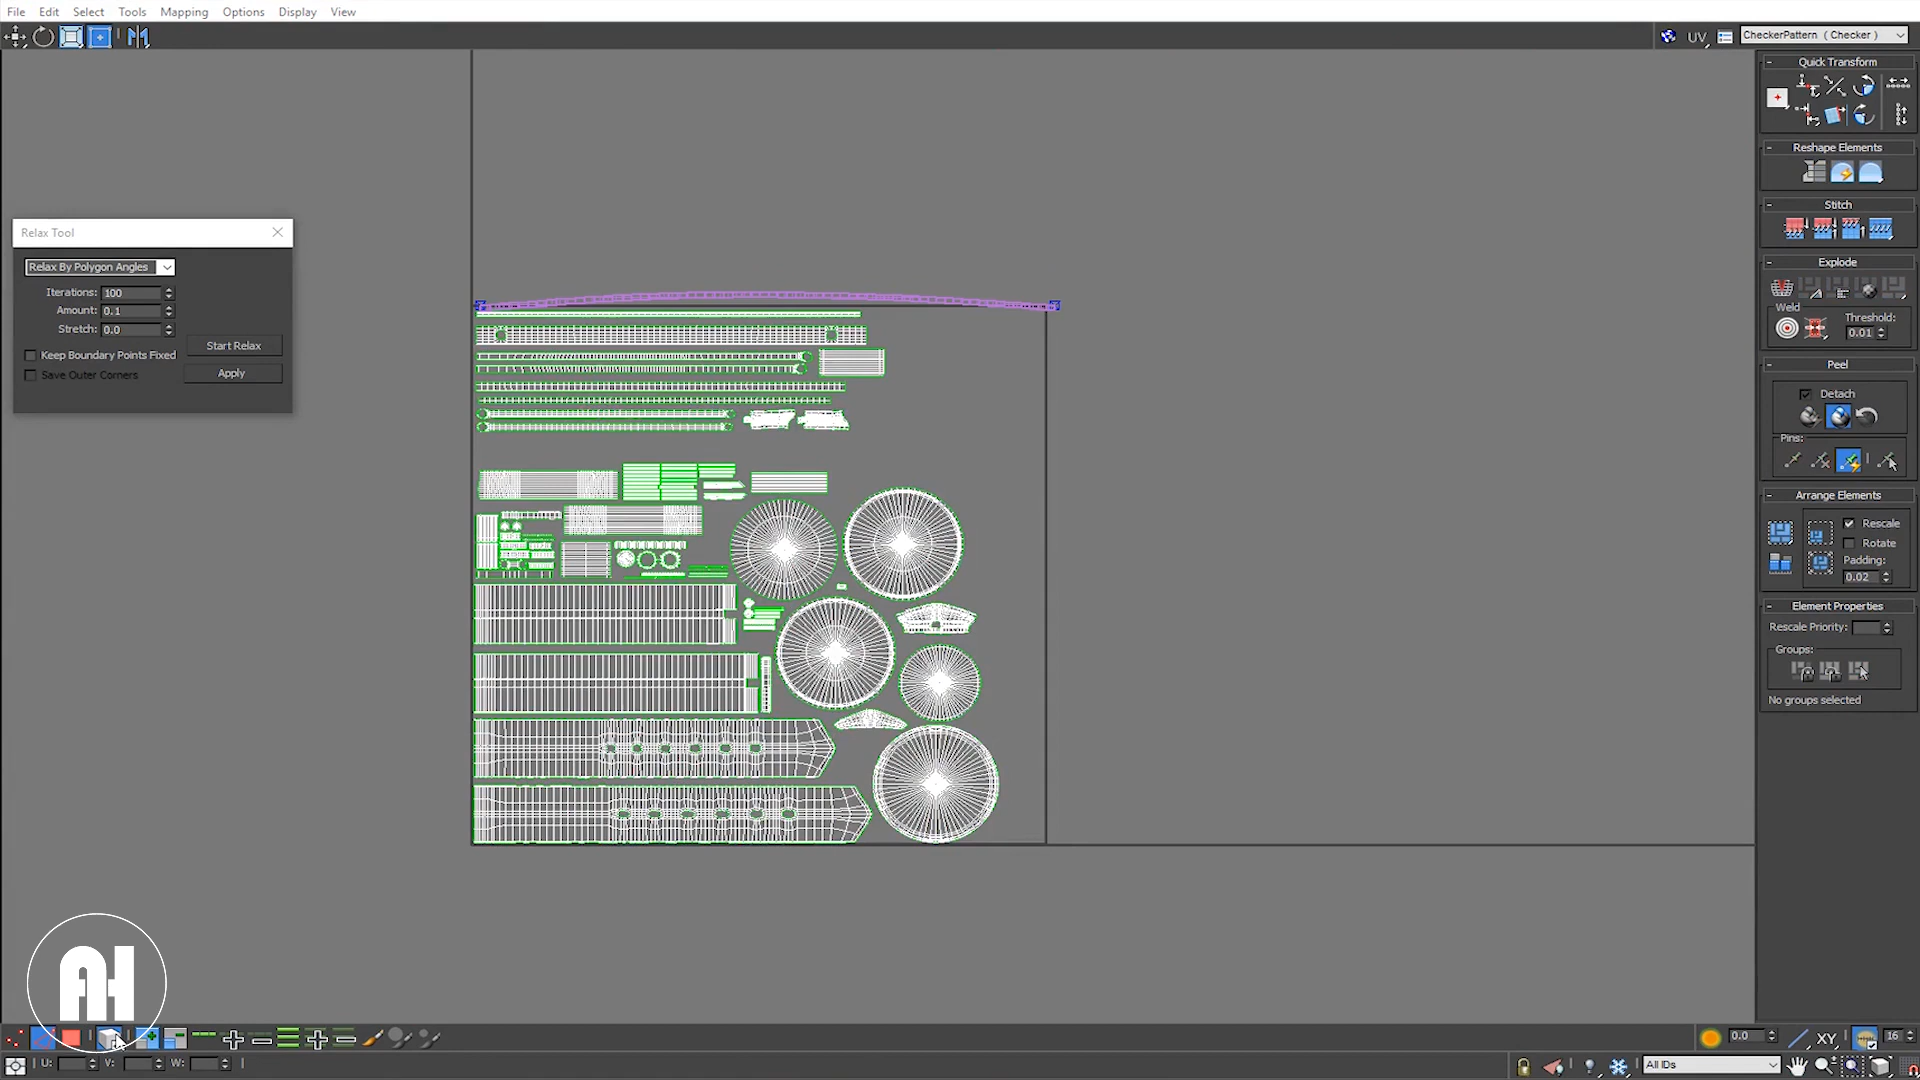 File Edit Select Tools Mapping Options Display View
UV CheckerPattern ( Checker )
Quick Transform
Reshape Elements
Stitch
Explode
Weld
Threshold:
0.01
Peel
Detach
Pins:
Arrange Elements
Rescale
Rotate
Padding:
0.02
Element Properties
Rescale Priority:
Groups:
No groups selected
Relax Tool
Relax By Polygon Angles
Iterations: 100
Amount: 0.1
Stretch: 0.0
Keep Boundary Points Fixed
Start Relax
Save Outer Corners
Apply
AH
0.0 XY 16
U: V: W:
All IDs